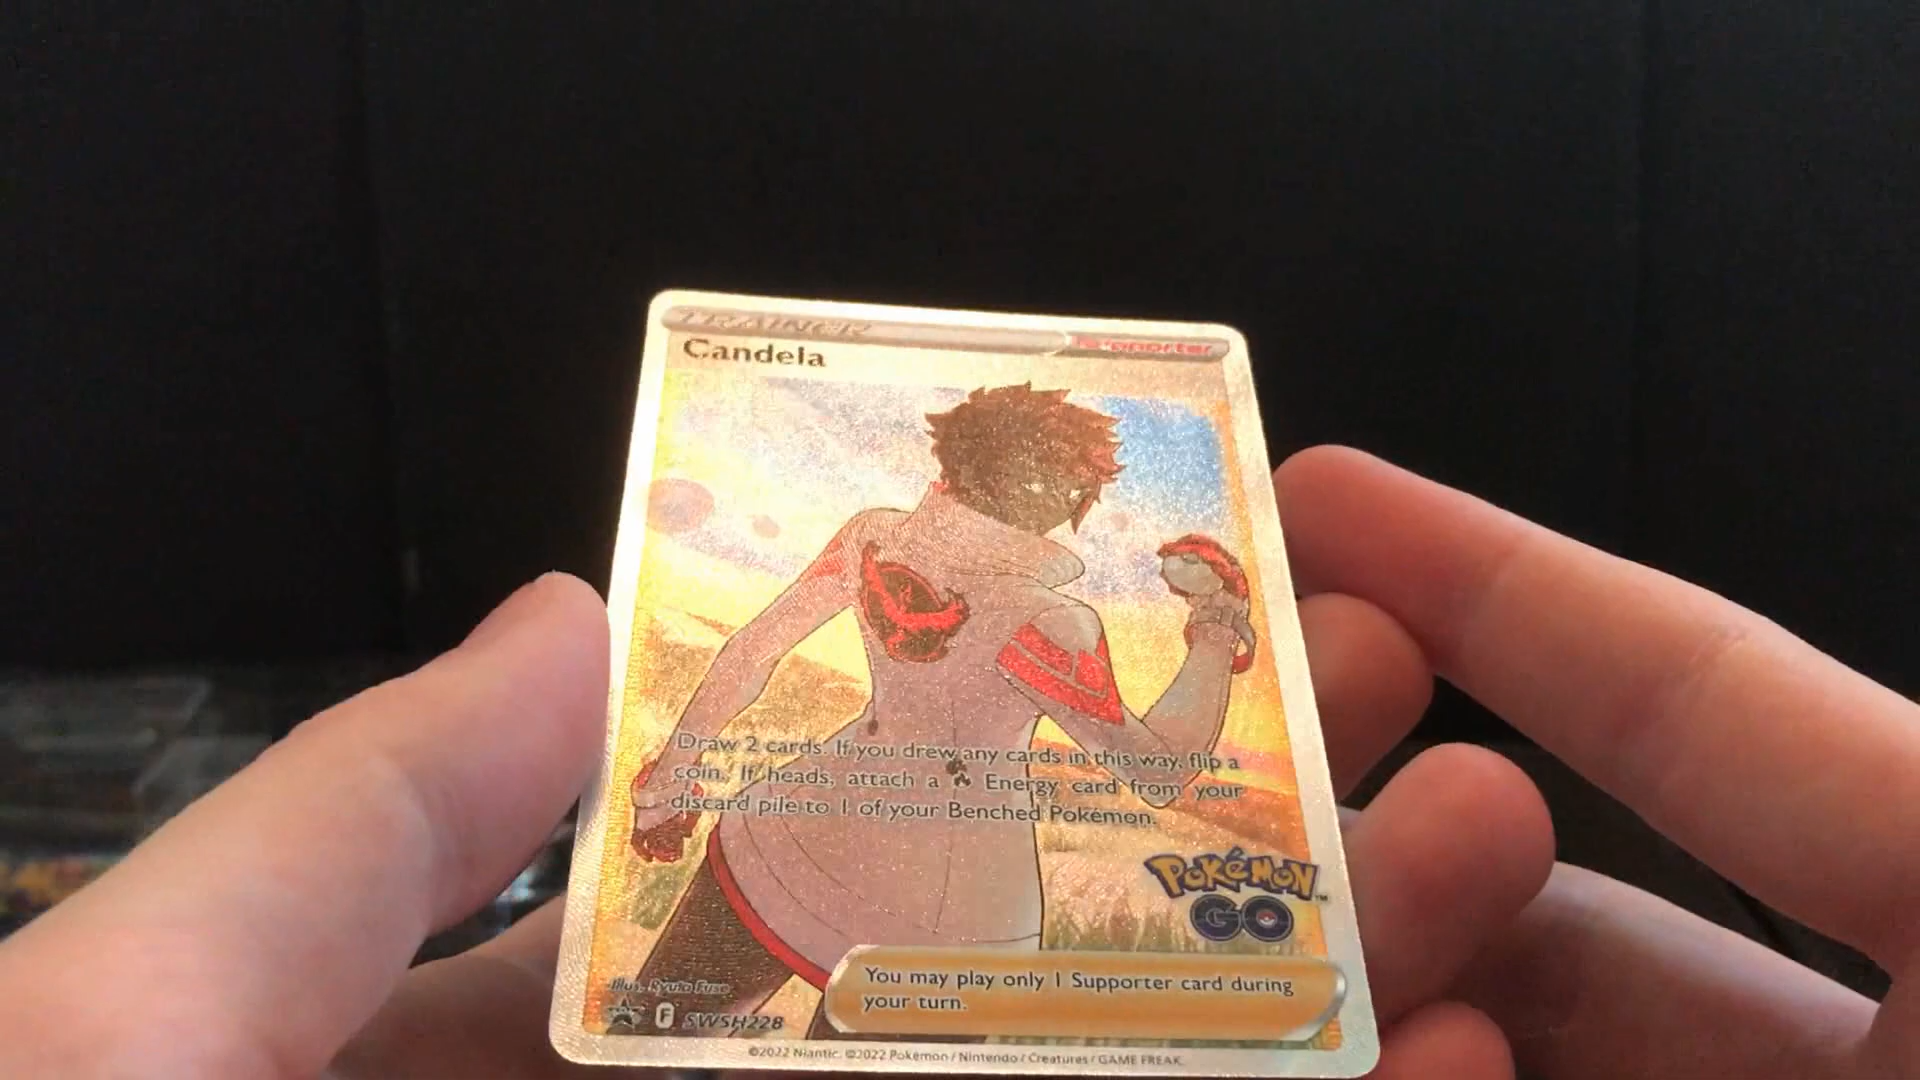 TRAINER
Supporter
Candela
Draw 2 cards. If you drew any cards in this way, flip a
coin. If heads, attach a Energy card from your
discard pile to 1 of your Benched Pokémon.
POKÉMON™
GO
You may play only 1 Supporter card during
your turn.
Illus. Ryuta Fuse
F SWSH228
©2022 Niantic. ©2022 Pokémon / Nintendo / Creatures / GAME FREAK.